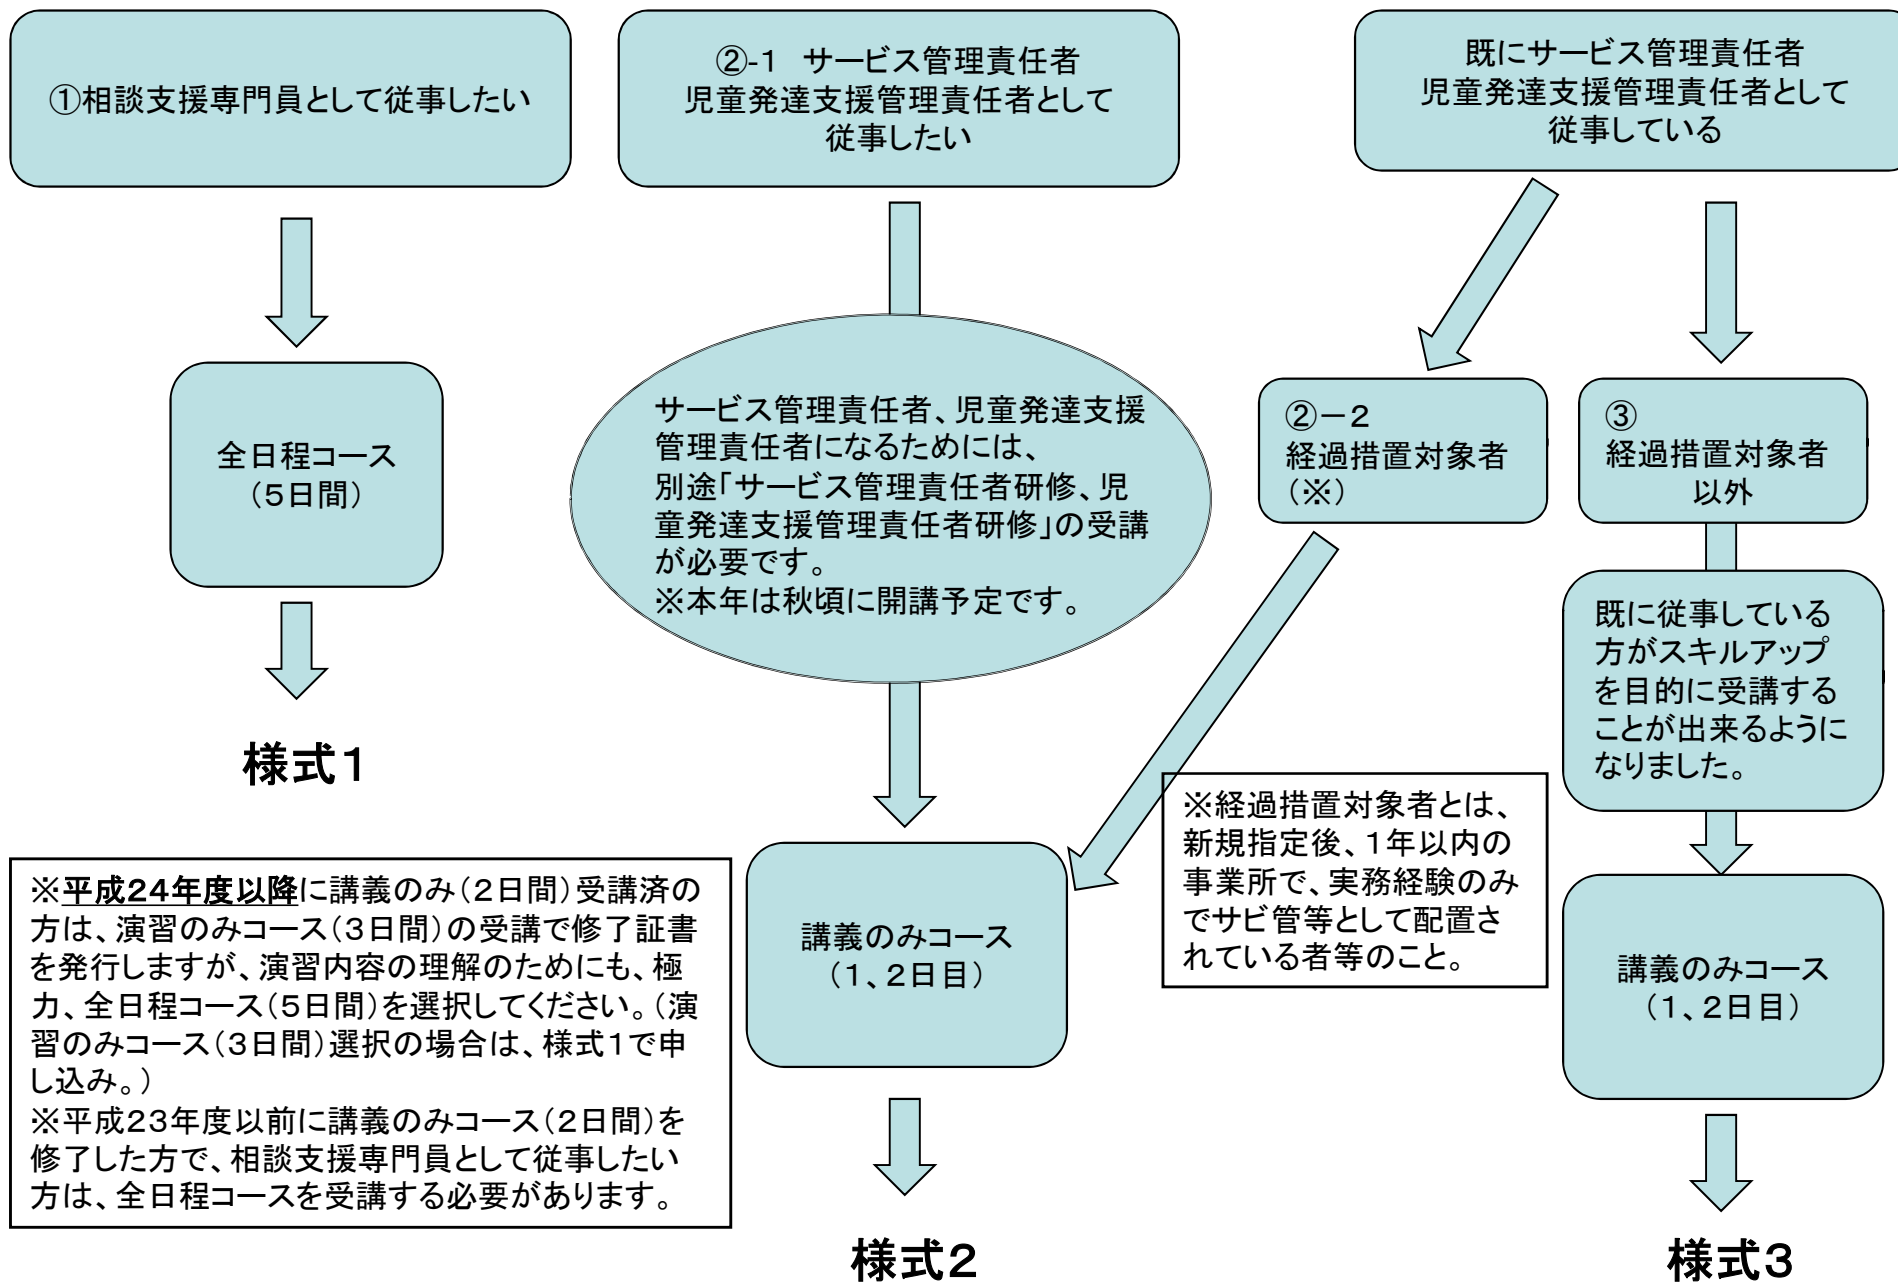 ①相談支援専門員として従事したい
②-1　サービス管理責任者
児童発達支援管理責任者として
従事したい
既にサービス管理責任者
児童発達支援管理責任者として
従事している
全日程コース
（５日間）
様式１
サービス管理責任者、児童発達支援
管理責任者になるためには、
別途「サービス管理責任者研修、児
童発達支援管理責任者研修」の受講
が必要です。
※本年は秋頃に開講予定です。
②－２
経過措置対象者
（※）
③
経過措置対象者
以外
既に従事している
方がスキルアップ
を目的に受講する
ことが出来るように
なりました。
※経過措置対象者とは、
新規指定後、１年以内の
事業所で、実務経験のみ
でサビ管等として配置さ
れている者等のこと。
※平成２４年度以降に講義のみ（２日間）受講済の
方は、演習のみコース（３日間）の受講で修了証書
を発行しますが、演習内容の理解のためにも、極
力、全日程コース（５日間）を選択してください。（演
習のみコース（３日間）選択の場合は、様式１で申
し込み。）
※平成２３年度以前に講義のみコース（２日間）を
修了した方で、相談支援専門員として従事したい
方は、全日程コースを受講する必要があります。
講義のみコース
（１、２日目）
様式２
講義のみコース
（１、２日目）
様式３